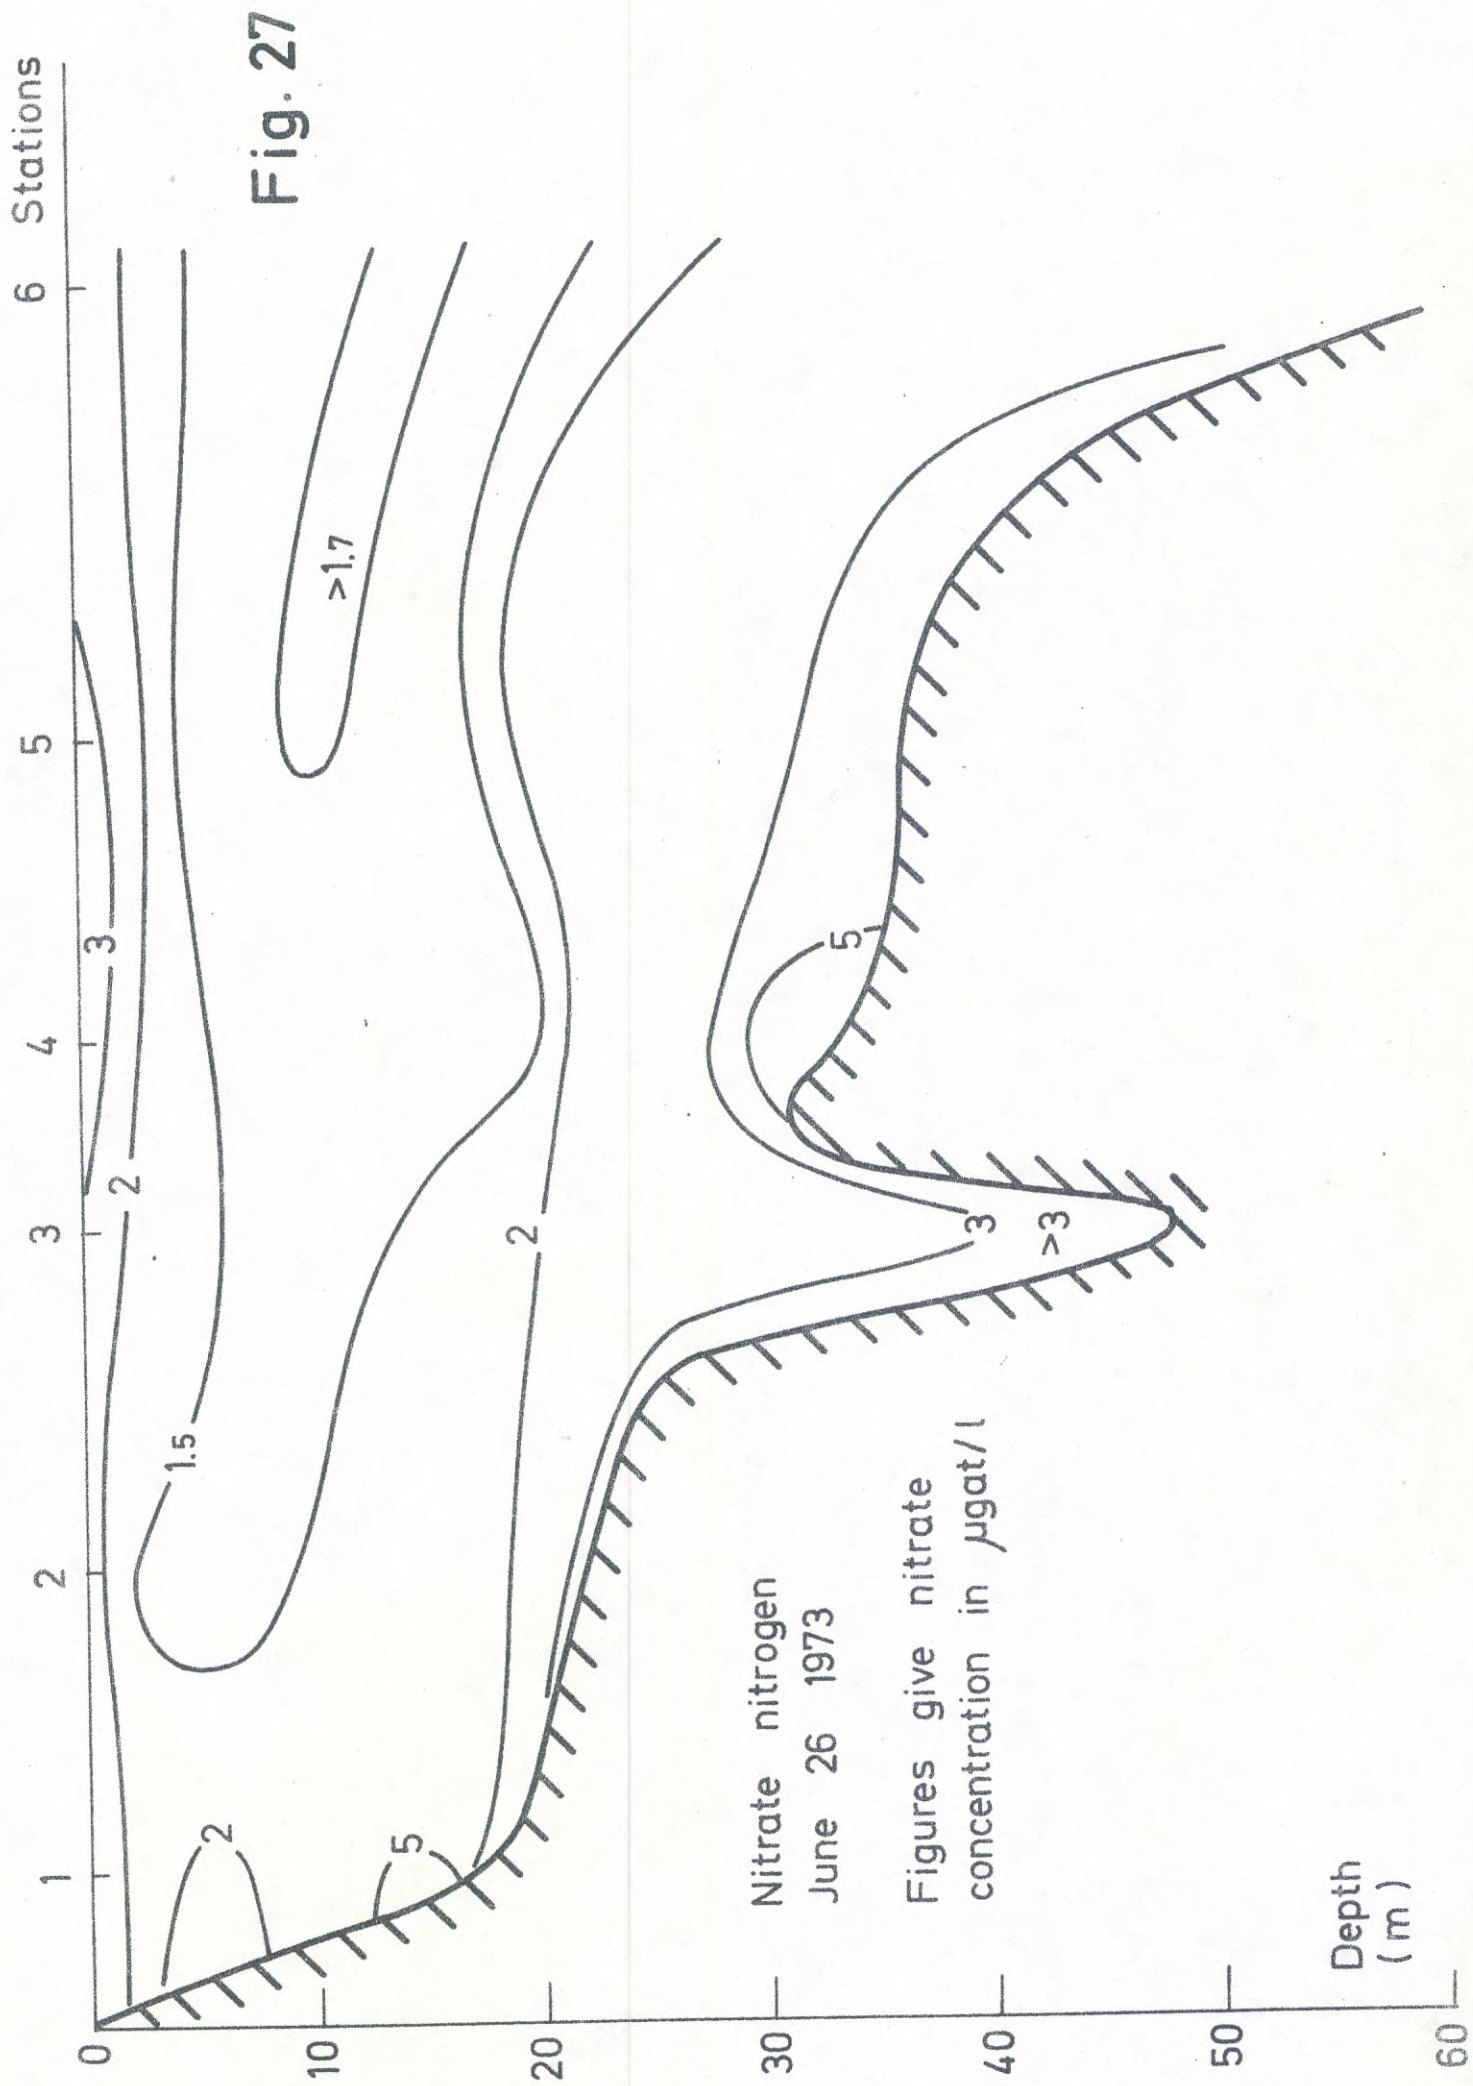 1 2 3 4 5 6 Stations
Fig. 27
0
10
20
30
40
50
60
Depth
(m)
3
2
1.5
>1.7
2
5
2
3
>3
5
Nitrate nitrogen
June 26 1973
Figures give nitrate
concentration in µgat/l